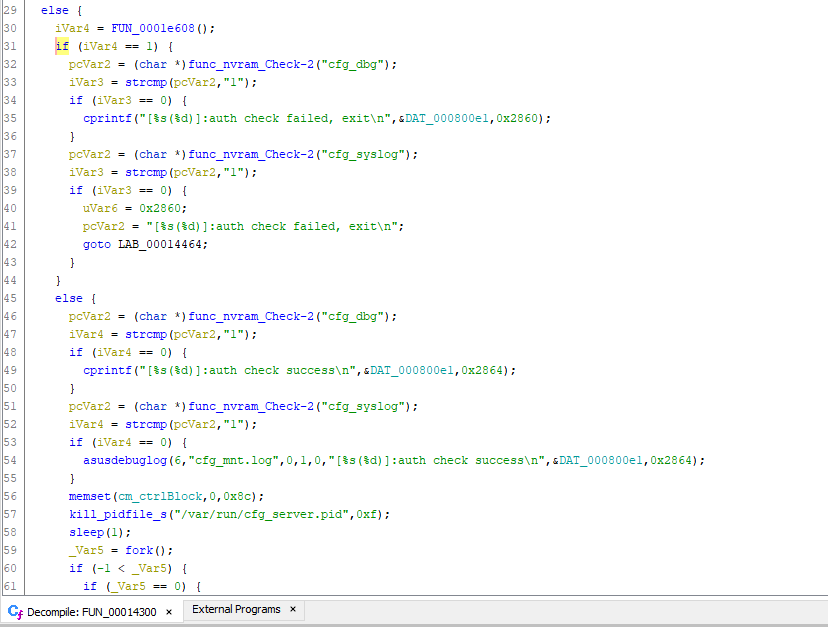 29 else {
30 iVar4 = FUN_0001e608();
31 if (iVar4 == 1) {
32 pcVar2 = (char *)func_nvram_Check-2("cfg_dbg");
33 iVar3 = strcmp(pcVar2,"1");
34 if (iVar3 == 0) {
35 cprintf("[%s(%d)]:auth check failed, exit\n",&DAT_000800e1,0x2860);
36 }
37 pcVar2 = (char *)func_nvram_Check-2("cfg_syslog");
38 iVar3 = strcmp(pcVar2,"1");
39 if (iVar3 == 0) {
40 uVar6 = 0x2860;
41 pcVar2 = "[%s(%d)]:auth check failed, exit\n";
42 goto LAB_00014464;
43 }
44 }
45 else {
46 pcVar2 = (char *)func_nvram_Check-2("cfg_dbg");
47 iVar4 = strcmp(pcVar2,"1");
48 if (iVar4 == 0) {
49 cprintf("[%s(%d)]:auth check success\n",&DAT_000800e1,0x2864);
50 }
51 pcVar2 = (char *)func_nvram_Check-2("cfg_syslog");
52 iVar4 = strcmp(pcVar2,"1");
53 if (iVar4 == 0) {
54 asusdebuglog(6,"cfg_mnt.log",0,1,0,"[%s(%d)]:auth check success\n",&DAT_000800e1,0x2864);
55 }
56 memset(cm_ctrlBlock,0,0x8c);
57 kill_pidfile_s("/var/run/cfg_server.pid",0xf);
58 sleep(1);
59 _Var5 = fork();
60 if (-1 < _Var5) {
61 if (_Var5 == 0) {
Decompile: FUN_00014300 × External Programs ×